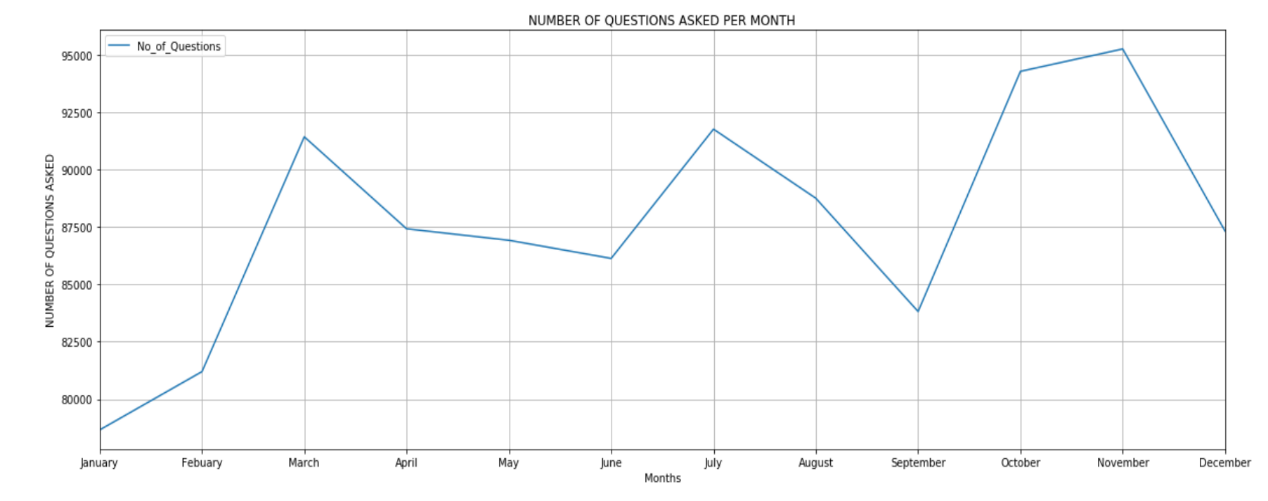 NUMBER OF QUESTIONS ASKED PER MONTH
No_of_Questions
NUMBER OF QUESTIONS ASKED
95000
92500
90000
87500
85000
82500
80000
January Febuary March April May June July August September October November December
Months